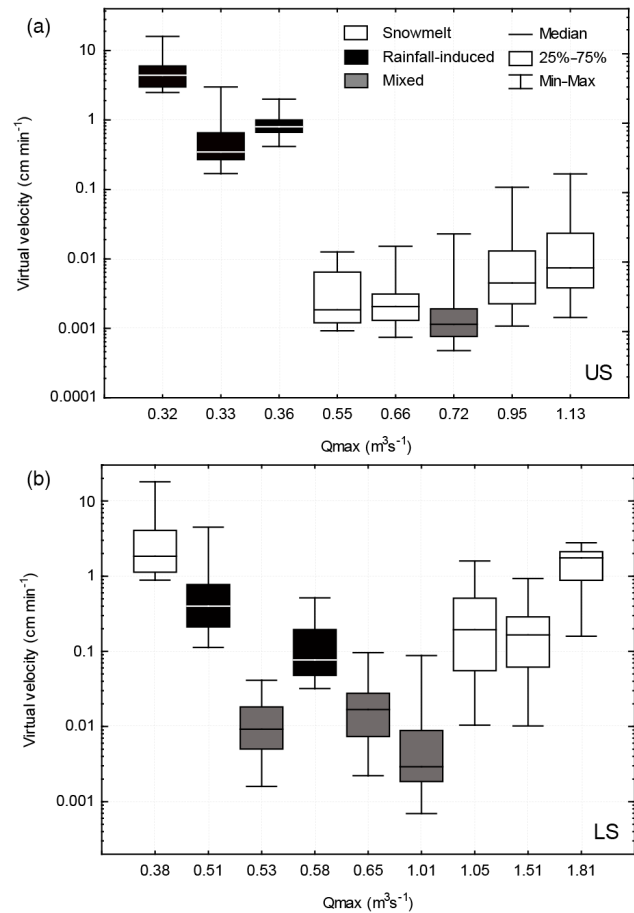 (a)
Snowmelt
Rainfall-induced
Mixed
Median
25%–75%
Min–Max
10
1
0.1
0.01
0.001
0.0001
Virtual velocity (cm min⁻¹)
US
0.32 0.33 0.36 0.55 0.66 0.72 0.95 1.13
Qmax (m³s⁻¹)
(b)
10
1
0.1
0.01
0.001
Virtual velocity (cm min⁻¹)
LS
0.38 0.51 0.53 0.58 0.65 1.01 1.05 1.51 1.81
Qmax (m³s⁻¹)